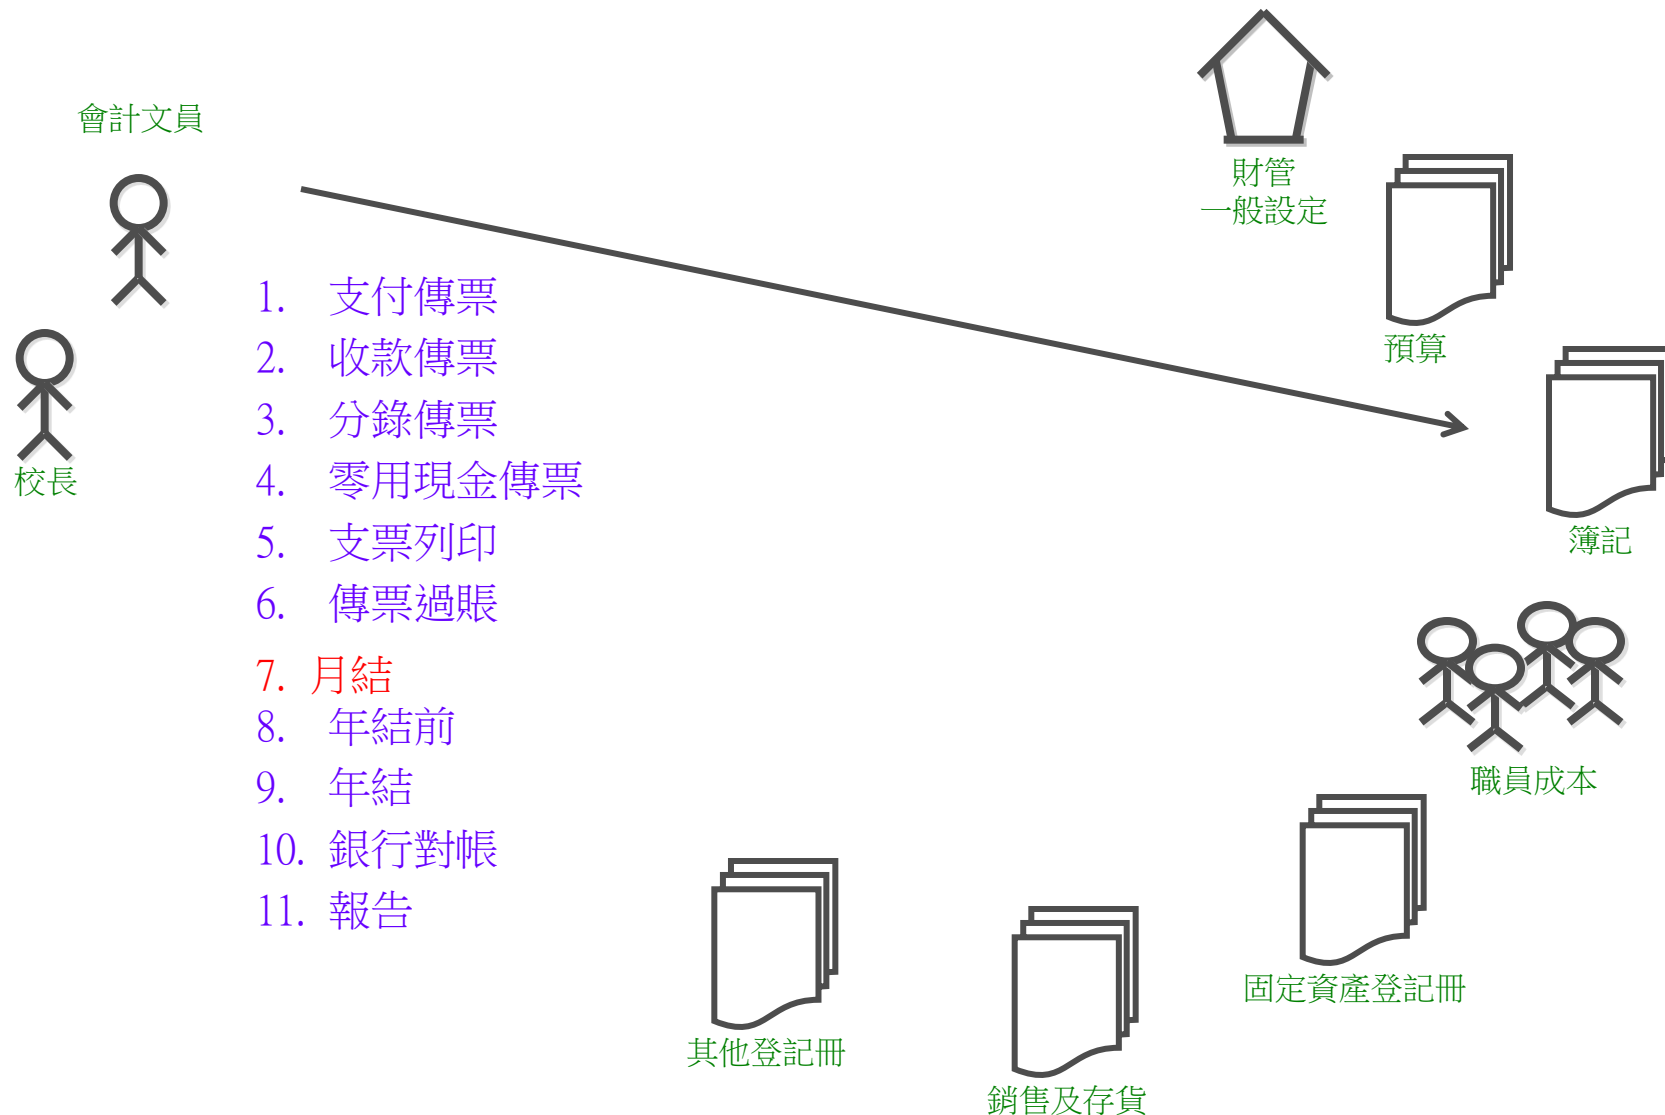 會計文員
校長
1. 支付傳票
2. 收款傳票
3. 分錄傳票
4. 零用現金傳票
5. 支票列印
6. 傳票過賬
7. 月結
8. 年結前
9. 年結
10. 銀行對帳
11. 報告
財管
一般設定
預算
簿記
職員成本
固定資產登記冊
銷售及存貨
其他登記冊